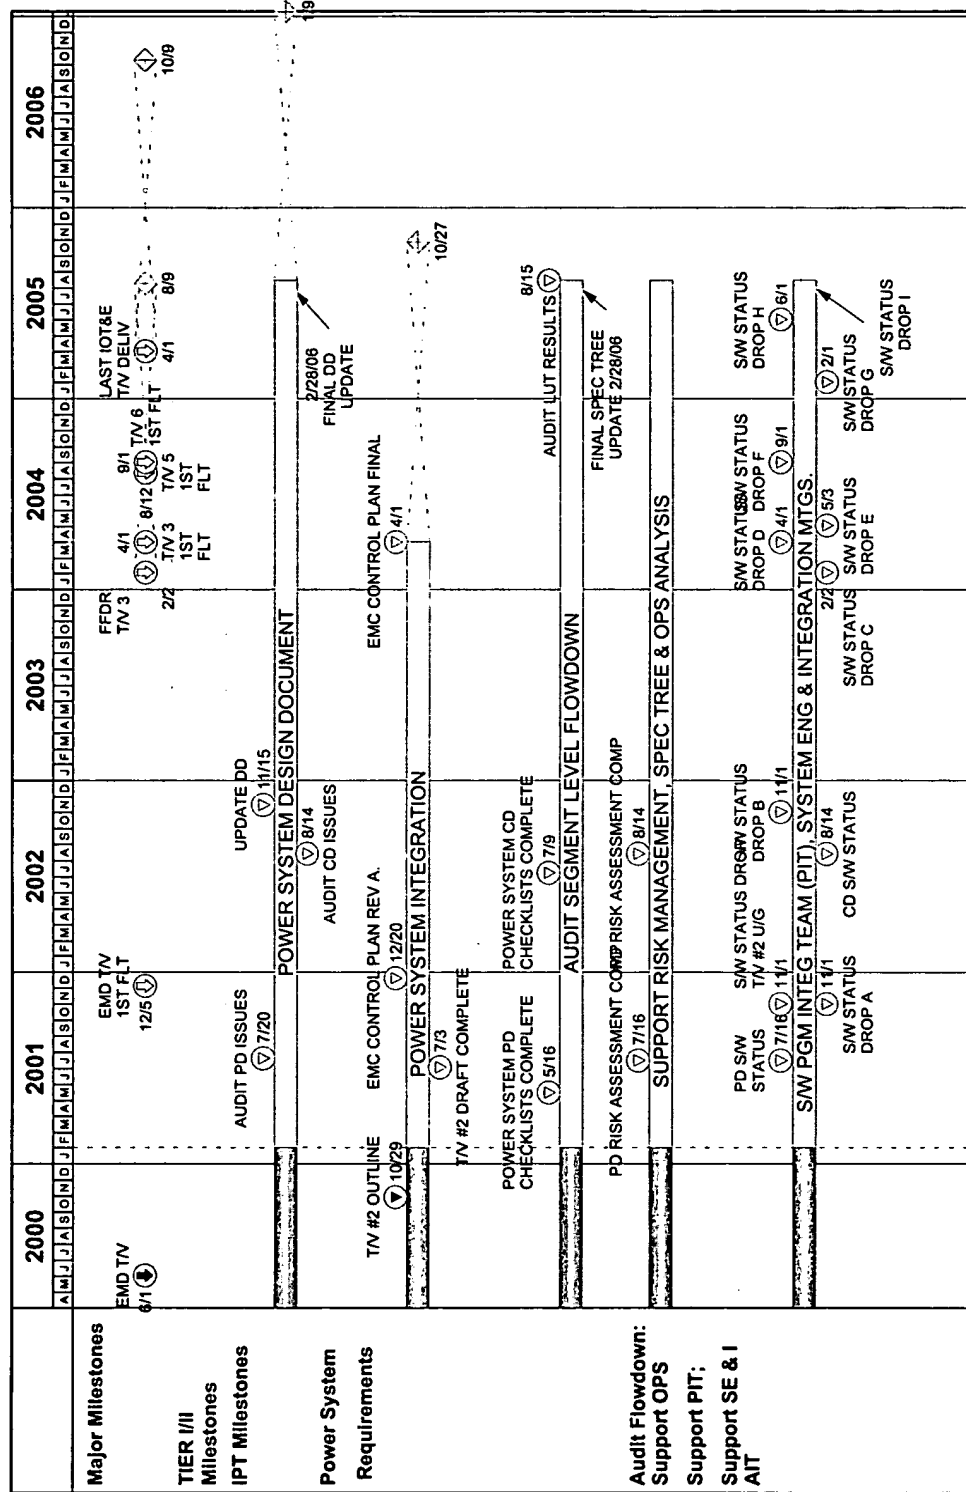 2000 2001 2002 2003 2004 2005 2006
A M J J A S O N D J F M A M J J A S O N D J F M A M J J A S O N D J F M A M J J A S O N D J F M A M J J A S O N D J F M A M J J A S O N D J F M A M J J A S O N D
Major Milestones
EMD T/V
6/1
EMD T/V
1ST FLT
12/5
FFDR
T/V 3
2/2
4/1
T/V 3
1ST
FLT
8/12
T/V 5
1ST
FLT
9/1
T/V 6
1ST FLT
LAST IOT&E
T/V DELIV
4/1
8/9
10/9
TIER I/II
Milestones
IPT Milestones
AUDIT PD ISSUES
7/20
UPDATE DD
11/15
POWER SYSTEM DESIGN DOCUMENT
8/14
AUDIT CD ISSUES
2/28/06
FINAL DD
UPDATE
1/9
Power System
Requirements
T/V #2 OUTLINE
10/29
EMC CONTROL PLAN REV A.
12/20
EMC CONTROL PLAN FINAL
4/1
POWER SYSTEM INTEGRATION
10/27
7/3
T/V #2 DRAFT COMPLETE
POWER SYSTEM PD
CHECKLISTS COMPLETE
5/16
POWER SYSTEM CD
CHECKLISTS COMPLETE
7/9
AUDIT LUT RESULTS
8/15
AUDIT SEGMENT LEVEL FLOWDOWN
FINAL SPEC TREE
UPDATE 2/28/06
Audit Flowdown:
Support OPS
PD RISK ASSESSMENT COMP
7/16
RISK ASSESSMENT COMP
8/14
SUPPORT RISK MANAGEMENT, SPEC TREE & OPS ANALYSIS
Support PIT;
Support SE & I
AIT
PD S/W
STATUS
7/16
S/W STATUS DROP
T/V #2 U/G
11/1
S/W STATUS
DROP B
11/1
S/W STATUS
DROP D
4/1
S/W STATUS
DROP F
9/1
S/W STATUS
DROP H
6/1
S/W PGM INTEG TEAM (PIT), SYSTEM ENG & INTEGRATION MTGS.
11/1
S/W STATUS
DROP A
8/14
CD S/W STATUS
2/2
S/W STATUS
DROP C
5/3
S/W STATUS
DROP E
2/1
S/W STATUS
DROP G
S/W STATUS
DROP I